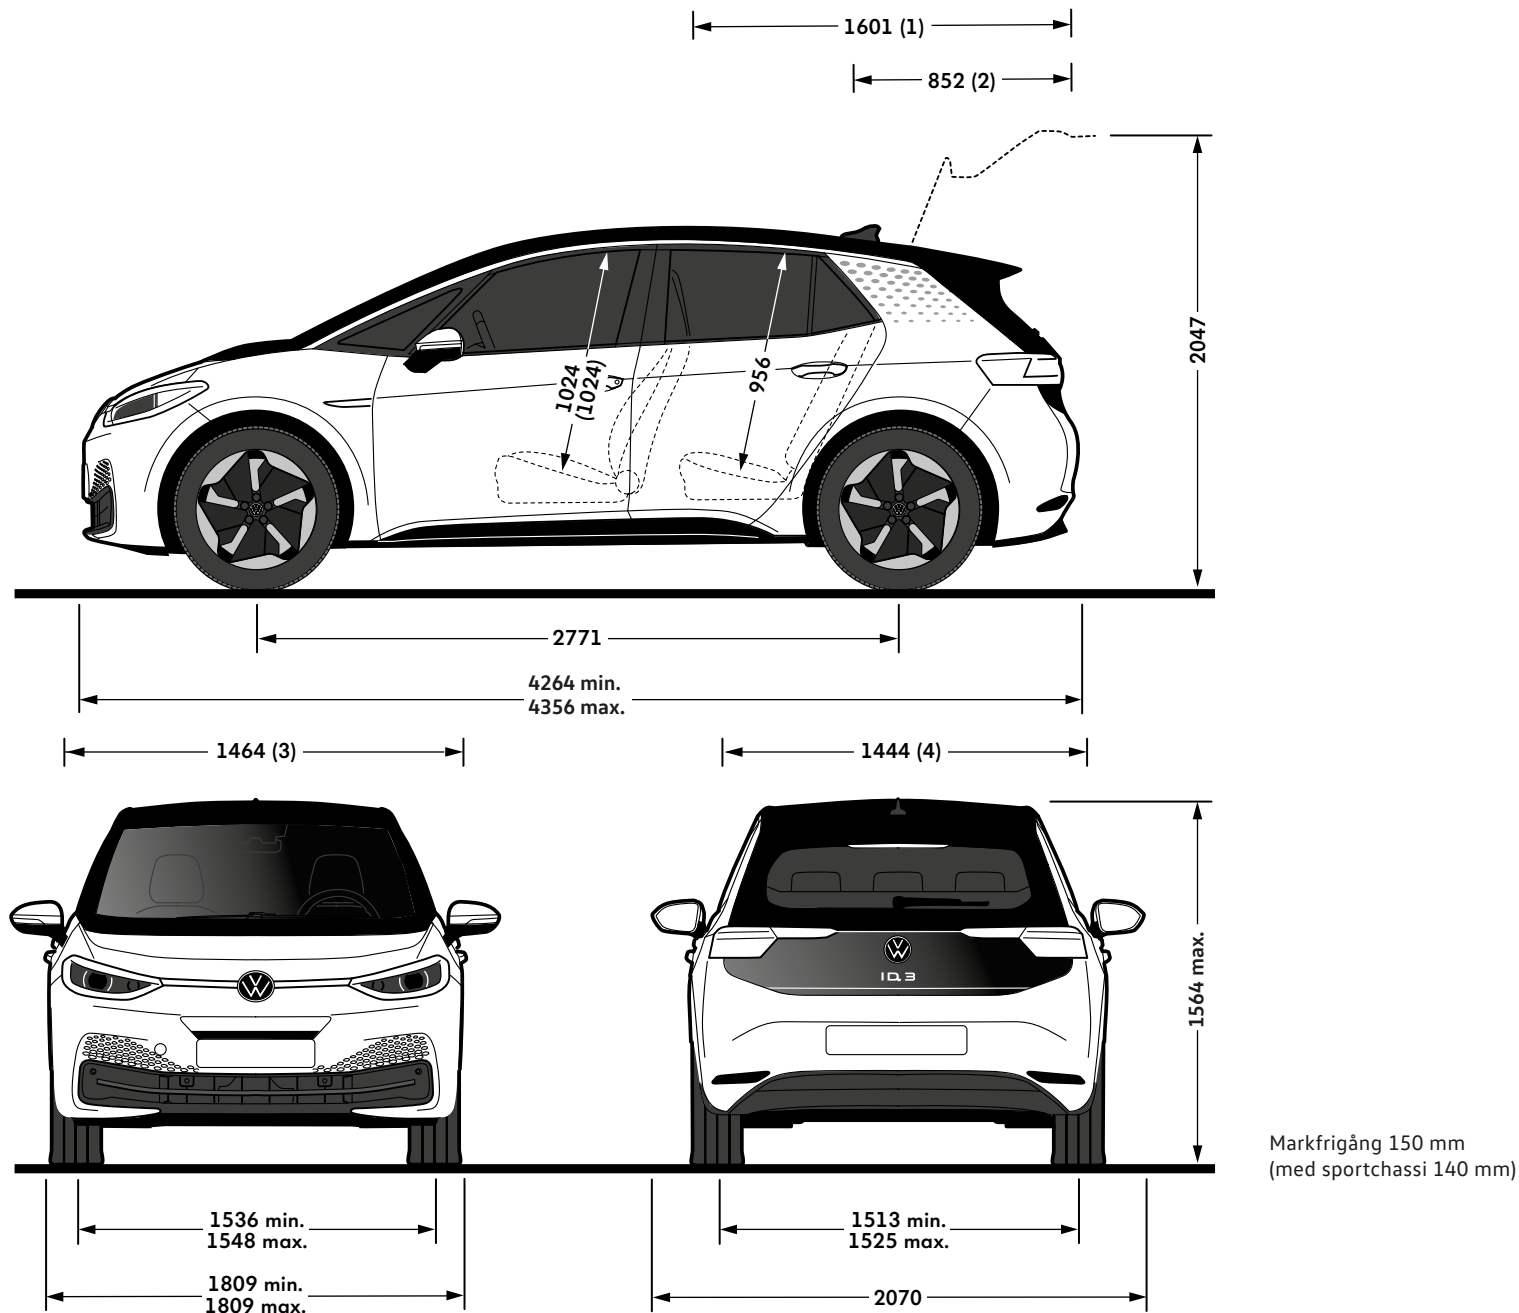 1601 (1)
852 (2)
2047
1024
(1024)
956
2771
4264 min.
4356 max.
1464 (3)
1444 (4)
1564 max.
ID.3
Markfrigång 150 mm
(med sportchassi 140 mm)
1536 min.
1548 max.
1513 min.
1525 max.
1809 min.
1809 max.
2070